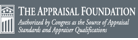 THE APPRAISAL FOUNDATION
Authorized by Congress as the Source of Appraisal
Standards and Appraiser Qualifications